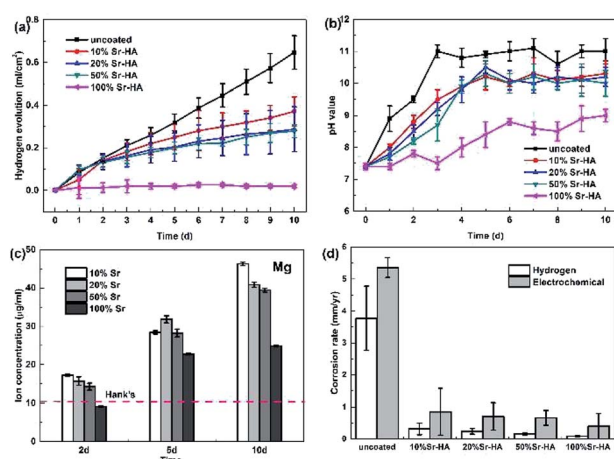 (a)
uncoated
10% Sr-HA
20% Sr-HA
50% Sr-HA
100% Sr-HA
Hydrogen evolution (ml/cm²)
0.8
0.6
0.4
0.2
0.0
0 1 2 3 4 5 6 7 8 9 10
Time (d)
(b)
pH value
12
11
10
9
8
7
6
uncoated
10% Sr-HA
20% Sr-HA
50% Sr-HA
100% Sr-HA
0 2 4 6 8 10
Time (d)
(c)
Mg
10% Sr
20% Sr
50% Sr
100% Sr
Hank's
Ion concentration (µg/ml)
50
40
30
20
10
0
2d 5d 10d
Time
(d)
Hydrogen
Electrochemical
Corrosion rate (mm/yr)
6
5
4
3
2
1
0
uncoated 10%Sr-HA 20%Sr-HA 50%Sr-HA 100%Sr-HA